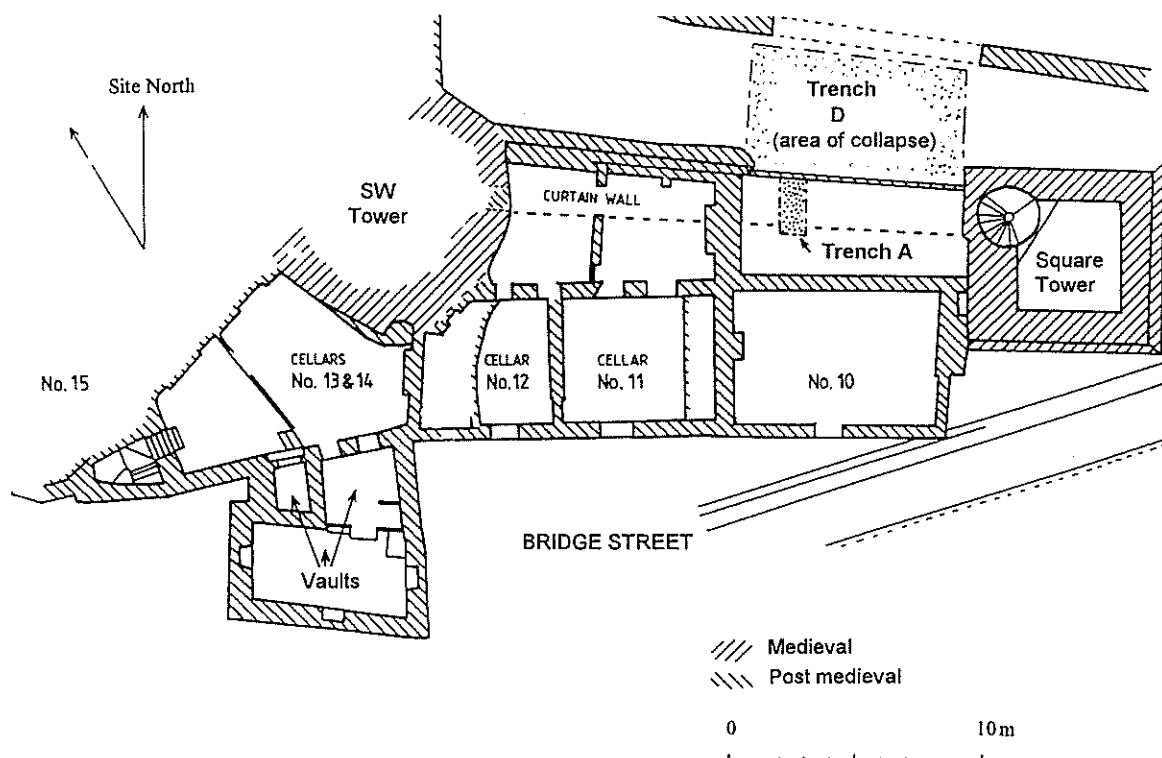 Site North
Trench
D
(area of collapse)
SW
Tower
CURTAIN WALL
Trench A
Square
Tower
No. 15
CELLARS
No. 13 & 14
CELLAR
No. 12
CELLAR
No. 11
No. 10
BRIDGE STREET
Vaults
Medieval
Post medieval
0 10m